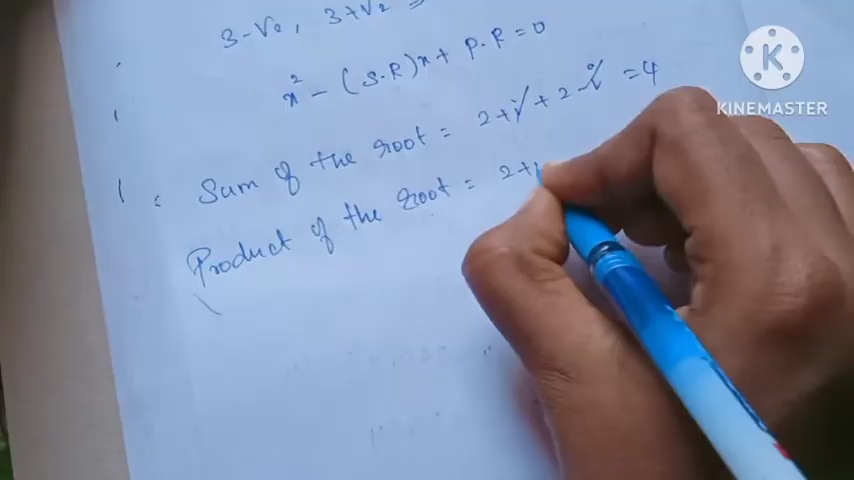 3-√2, 3+√2 ⇒
x² - (S.R)x + P.R = 0
Sum of the root = 2+i + 2-i = 4
Product of the root = 2+i
KINEMASTER